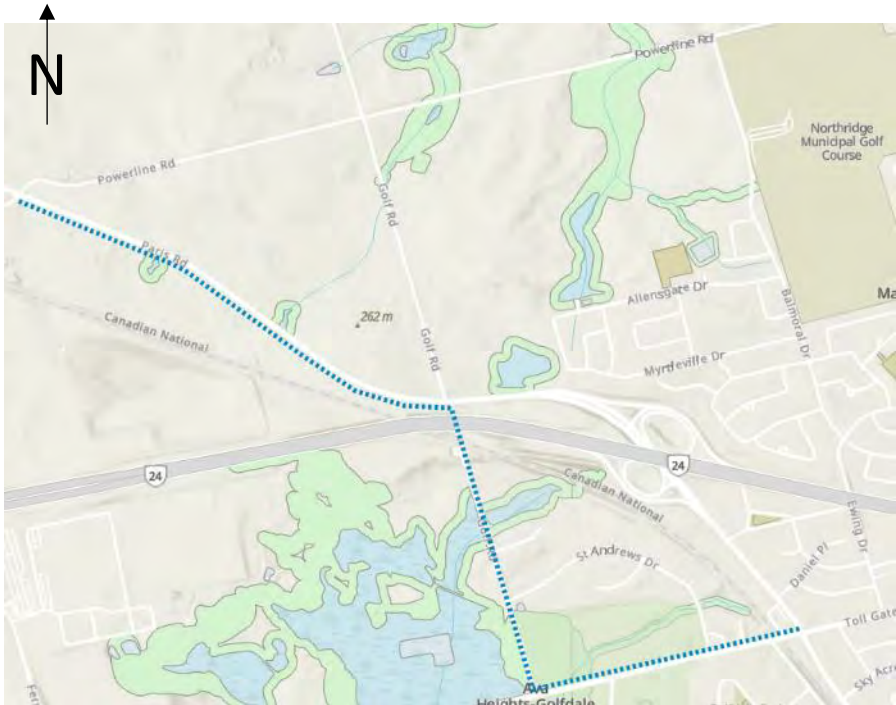 N
Powerline Rd
Northridge
Municipal Golf
Course
Powerline Rd
Golf Rd
Paris Rd
Allensgate Dr
Balmoral Dr
Ma
262 m
Canadian National
Golf Rd
Myrtleville Dr
24
24
Canadian National
Ewing Dr
St Andrews Dr
Daniel Pl
Toll Gate
Sky Acre
Ava
Heights-Golfdale